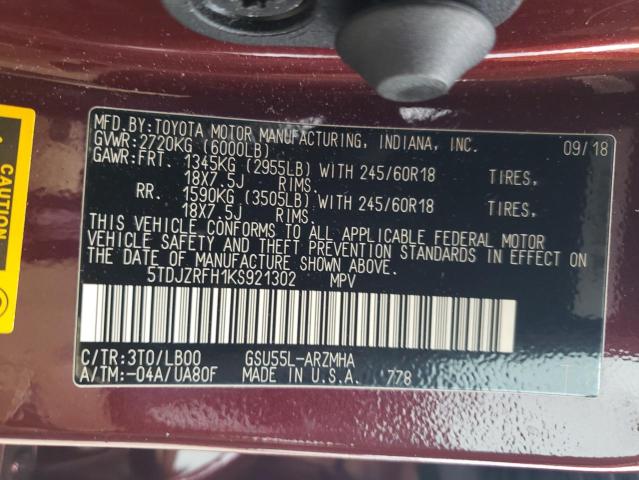 MFD.BY:TOYOTA MOTOR MANUFACTURING, INDIANA, INC. 09/18
GVWR:2720KG (6000LB)
GAWR:FRT. 1345KG (2955LB) WITH 245/60R18 TIRES,
18X7.5J RIMS.
RR. 1590KG (3505LB) WITH 245/60R18 TIRES,
18X7.5J RIMS.
THIS VEHICLE CONFORMS TO ALL APPLICABLE FEDERAL MOTOR
VEHICLE SAFETY AND THEFT PREVENTION STANDARDS IN EFFECT ON
THE DATE OF MANUFACTURE SHOWN ABOVE.
5TDJZRFH1KS921302 MPV
C/TR:3T0/LB00 GSU55L-ARZMHA
A/TM:-04A/UA80F MADE IN U.S.A. 778
CAUTION